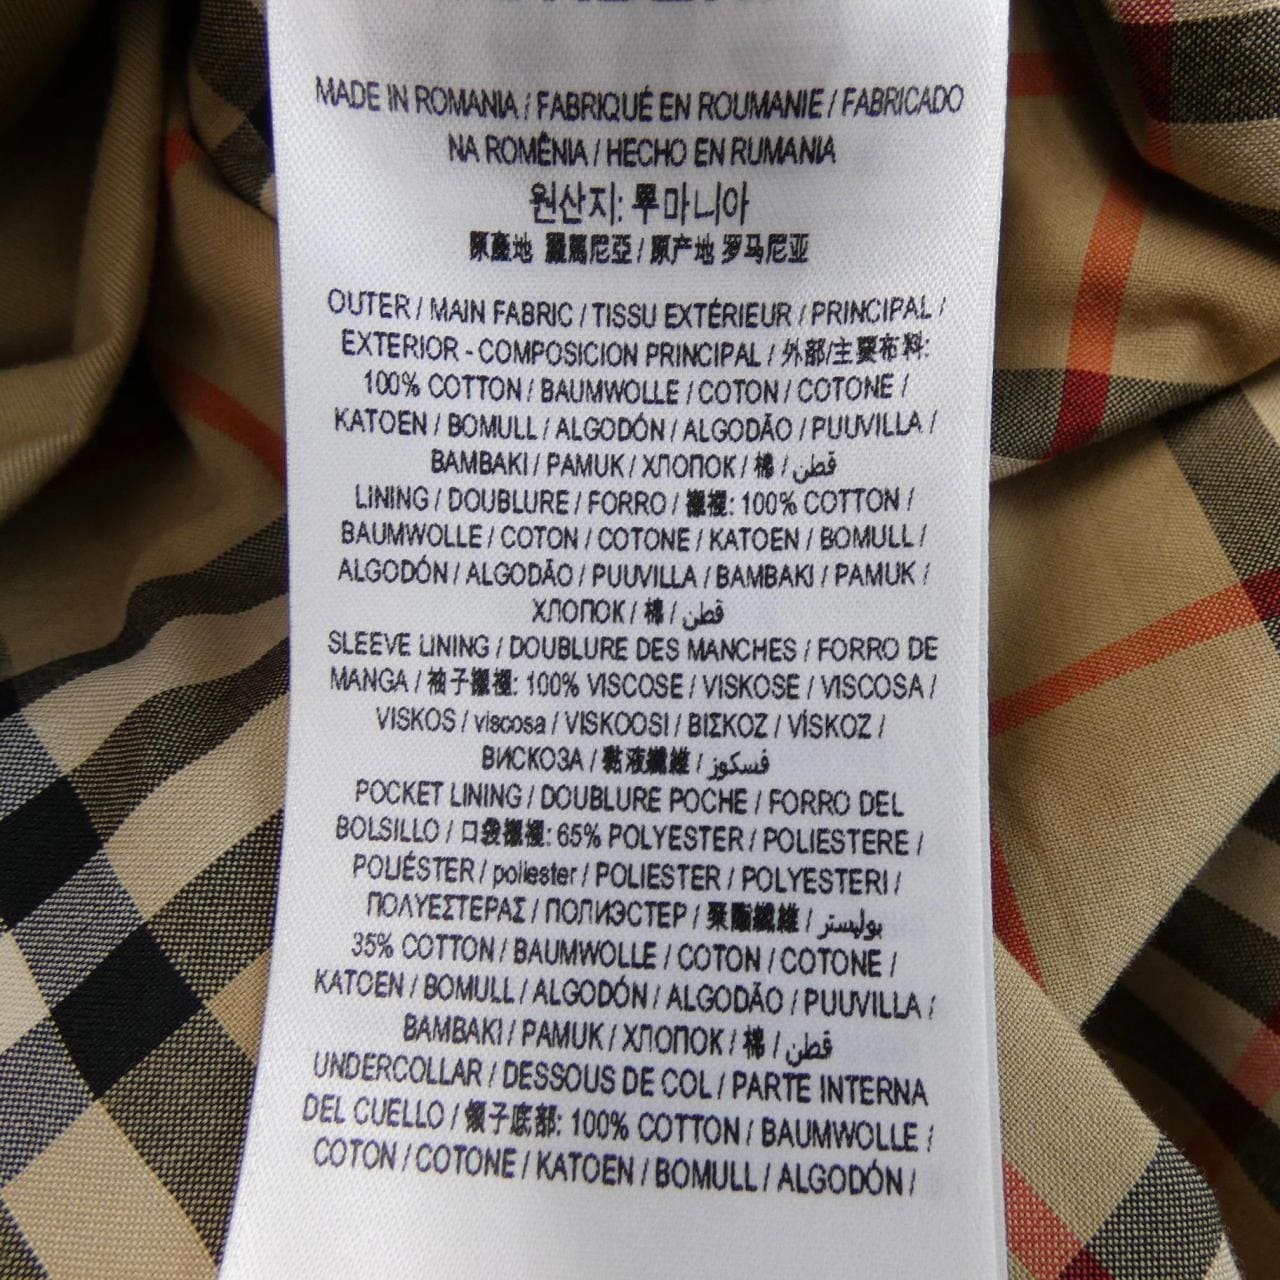 MADE IN ROMANIA / FABRIQUÉ EN ROUMANIE / FABRICADO
NA ROMÊNIA / HECHO EN RUMANIA
원산지: 루마니아
原產地 羅馬尼亞 / 原产地 罗马尼亚
OUTER / MAIN FABRIC / TISSU EXTÉRIEUR / PRINCIPAL /
EXTERIOR - COMPOSICION PRINCIPAL / 外部/主要布料:
100% COTTON / BAUMWOLLE / COTON / COTONE /
KATOEN / BOMULL / ALGODÓN / ALGODÃO / PUUVILLA /
BAMBAKI / PAMUK / ХЛОПОК / 棉 / قطن
LINING / DOUBLURE / FORRO / 襯裡: 100% COTTON /
BAUMWOLLE / COTON / COTONE / KATOEN / BOMULL /
ALGODÓN / ALGODÃO / PUUVILLA / BAMBAKI / PAMUK /
ХЛОПОК / 棉 / قطن
SLEEVE LINING / DOUBLURE DES MANCHES / FORRO DE
MANGA / 袖子襯裡: 100% VISCOSE / VISKOSE / VISCOSA /
VISKOS / viscosa / VISKOOSI / ΒΙΣΚΟΖ / VİSKOZ /
ВИСКОЗА / 黏液纖維 / فسكوز
POCKET LINING / DOUBLURE POCHE / FORRO DEL
BOLSILLO / 口袋襯裡: 65% POLYESTER / POLIESTERE /
POLIÉSTER / poliester / POLIESTER / POLYESTERI /
ΠΟΛΥΕΣΤΕΡΑΣ / ПОЛИЭСТЕР / 聚酯纖維 / بوليستر
35% COTTON / BAUMWOLLE / COTON / COTONE /
KATOEN / BOMULL / ALGODÓN / ALGODÃO / PUUVILLA /
BAMBAKI / PAMUK / ХЛОПОК / 棉 / قطن
UNDERCOLLAR / DESSOUS DE COL / PARTE INTERNA
DEL CUELLO / 領子底部: 100% COTTON / BAUMWOLLE /
COTON / COTONE / KATOEN / BOMULL / ALGODÓN /